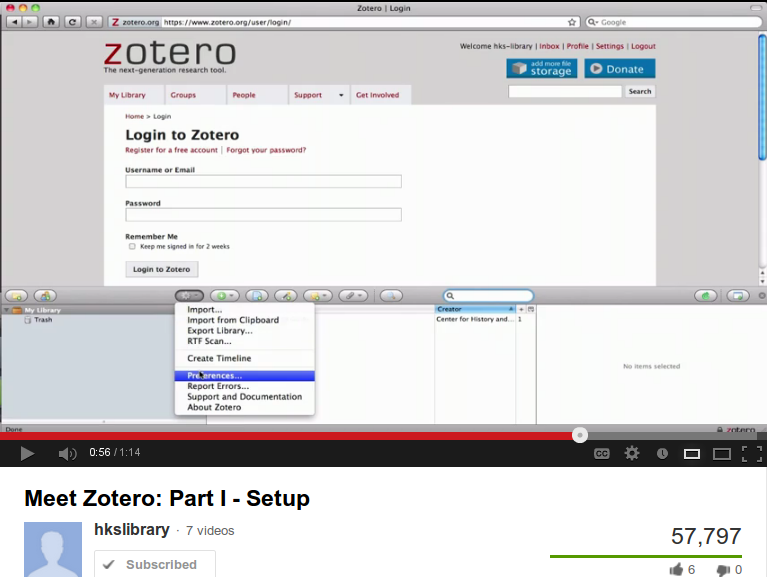 Zotero | Login
zotero.org https://www.zotero.org/user/login/
Google
zotero
The next-generation research tool.
Welcome hks-library | Inbox | Profile | Settings | Logout
add more file
storage
Donate
My Library Groups People Support Get Involved
Search
Home > Login
Login to Zotero
Register for a free account | Forgot your password?
Username or Email
Password
Remember Me
Keep me signed in for 2 weeks
Login to Zotero
My Library
Trash
Import...
Import from Clipboard
Export Library...
RTF Scan...
Create Timeline
Preferences...
Report Errors...
Support and Documentation
About Zotero
Creator
Center for History and... 1
No items selected
Done
zotero
0:56 / 1:14
CC
Meet Zotero: Part I - Setup
hkslibrary · 7 videos
Subscribed
57,797
6 0